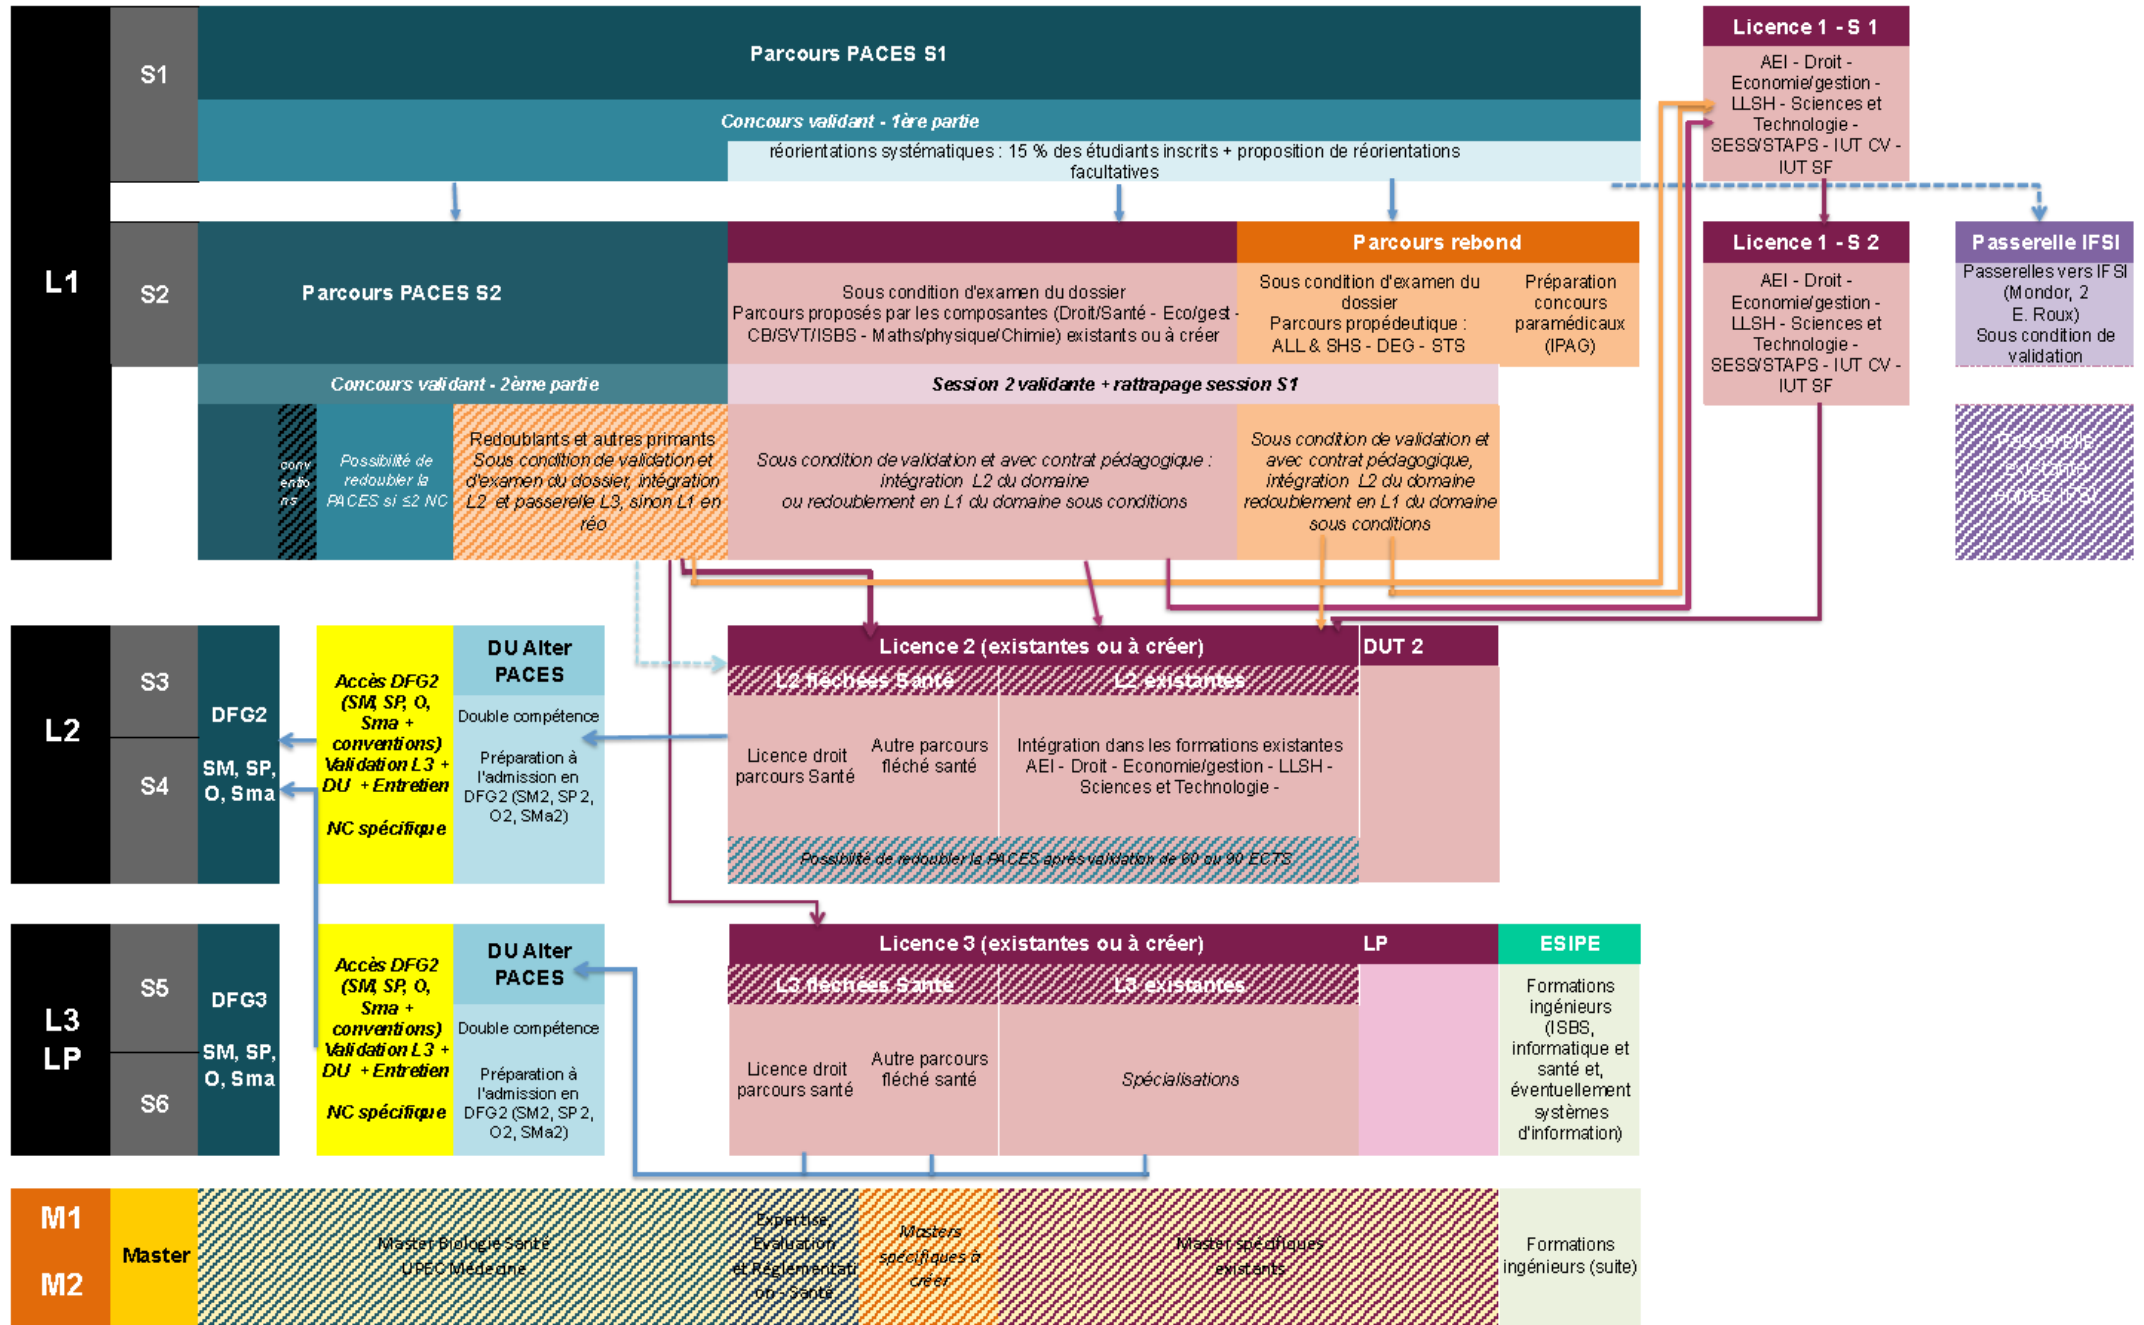 Parcours PACES S1
Licence 1 - S 1
L1
S1
AEI - Droit -
Economie/gestion -
LLSH - Sciences et
Technologie -
SESS/STAPS - IUT CV -
IUT SF
Concours validant - 1ère partie
réorientations systématiques : 15 % des étudiants inscrits + proposition de réorientations
facultatives
S2
Parcours PACES S2
Sous condition d'examen du dossier
Parcours proposés par les composantes (Droit/Santé - Eco/gest -
CB/SVT/ISBS - Maths/physique/Chimie) existants ou à créer
Parcours rebond
Sous condition d'examen du
dossier
Parcours propédeutique :
ALL & SHS - DEG - STS
Préparation
concours
paramédicaux
(IPAG)
Licence 1 - S 2
AEI - Droit -
Economie/gestion -
LLSH - Sciences et
Technologie -
SESS/STAPS - IUT CV -
IUT SF
Passerelle IFSI
Passerelles vers IFSI
(Mondor, 2
E. Roux)
Sous condition de
validation
Concours validant - 2ème partie
Session 2 validante + rattrapage session S1
conv
entio
ns
Possibilité de
redoubler la
PACES si ≤2 NC
Redoublants et autres primants
Sous condition de validation et
d'examen du dossier, intégration
L2 et passerelle L3, sinon L1 en
réo
Sous condition de validation et avec contrat pédagogique :
intégration L2 du domaine
ou redoublement en L1 du domaine sous conditions
Sous condition de validation et
avec contrat pédagogique,
intégration L2 du domaine
redoublement en L1 du domaine
sous conditions
Passerelle
existante
entrée IFSI
L2
S3
S4
DFG2
SM, SP,
O, Sma
Accès DFG2
(SM, SP, O,
Sma +
conventions)
Validation L3 +
DU + Entretien
NC spécifique
DU Alter
PACES
Double compétence
Préparation à
l'admission en
DFG2 (SM2, SP2,
O2, SMa2)
Licence 2 (existantes ou à créer)
DUT 2
L2 fléchées Santé
L2 existantes
Licence droit
parcours Santé
Autre parcours
fléché santé
Intégration dans les formations existantes
AEI - Droit - Economie/gestion - LLSH -
Sciences et Technologie -
Possibilité de redoubler la PACES après validation de 60 ou 90 ECTS
L3
LP
S5
S6
DFG3
SM, SP,
O, Sma
Accès DFG2
(SM, SP, O,
Sma +
conventions)
Validation L3 +
DU + Entretien
NC spécifique
DU Alter
PACES
Double compétence
Préparation à
l'admission en
DFG2 (SM2, SP2,
O2, SMa2)
Licence 3 (existantes ou à créer)
LP
ESIPE
L3 fléchées Santé
L3 existantes
Licence droit
parcours santé
Autre parcours
fléché santé
Spécialisations
Formations
ingénieurs
(ISBS,
informatique et
santé et,
éventuellement
systèmes
d'information)
M1
M2
Master
Master Biologie Santé
UPEC Médecine
Expertise,
Evaluation
et Réglementati
on - Santé
Masters
spécifiques à
créer
Master spécifiques
existants
Formations
ingénieurs (suite)